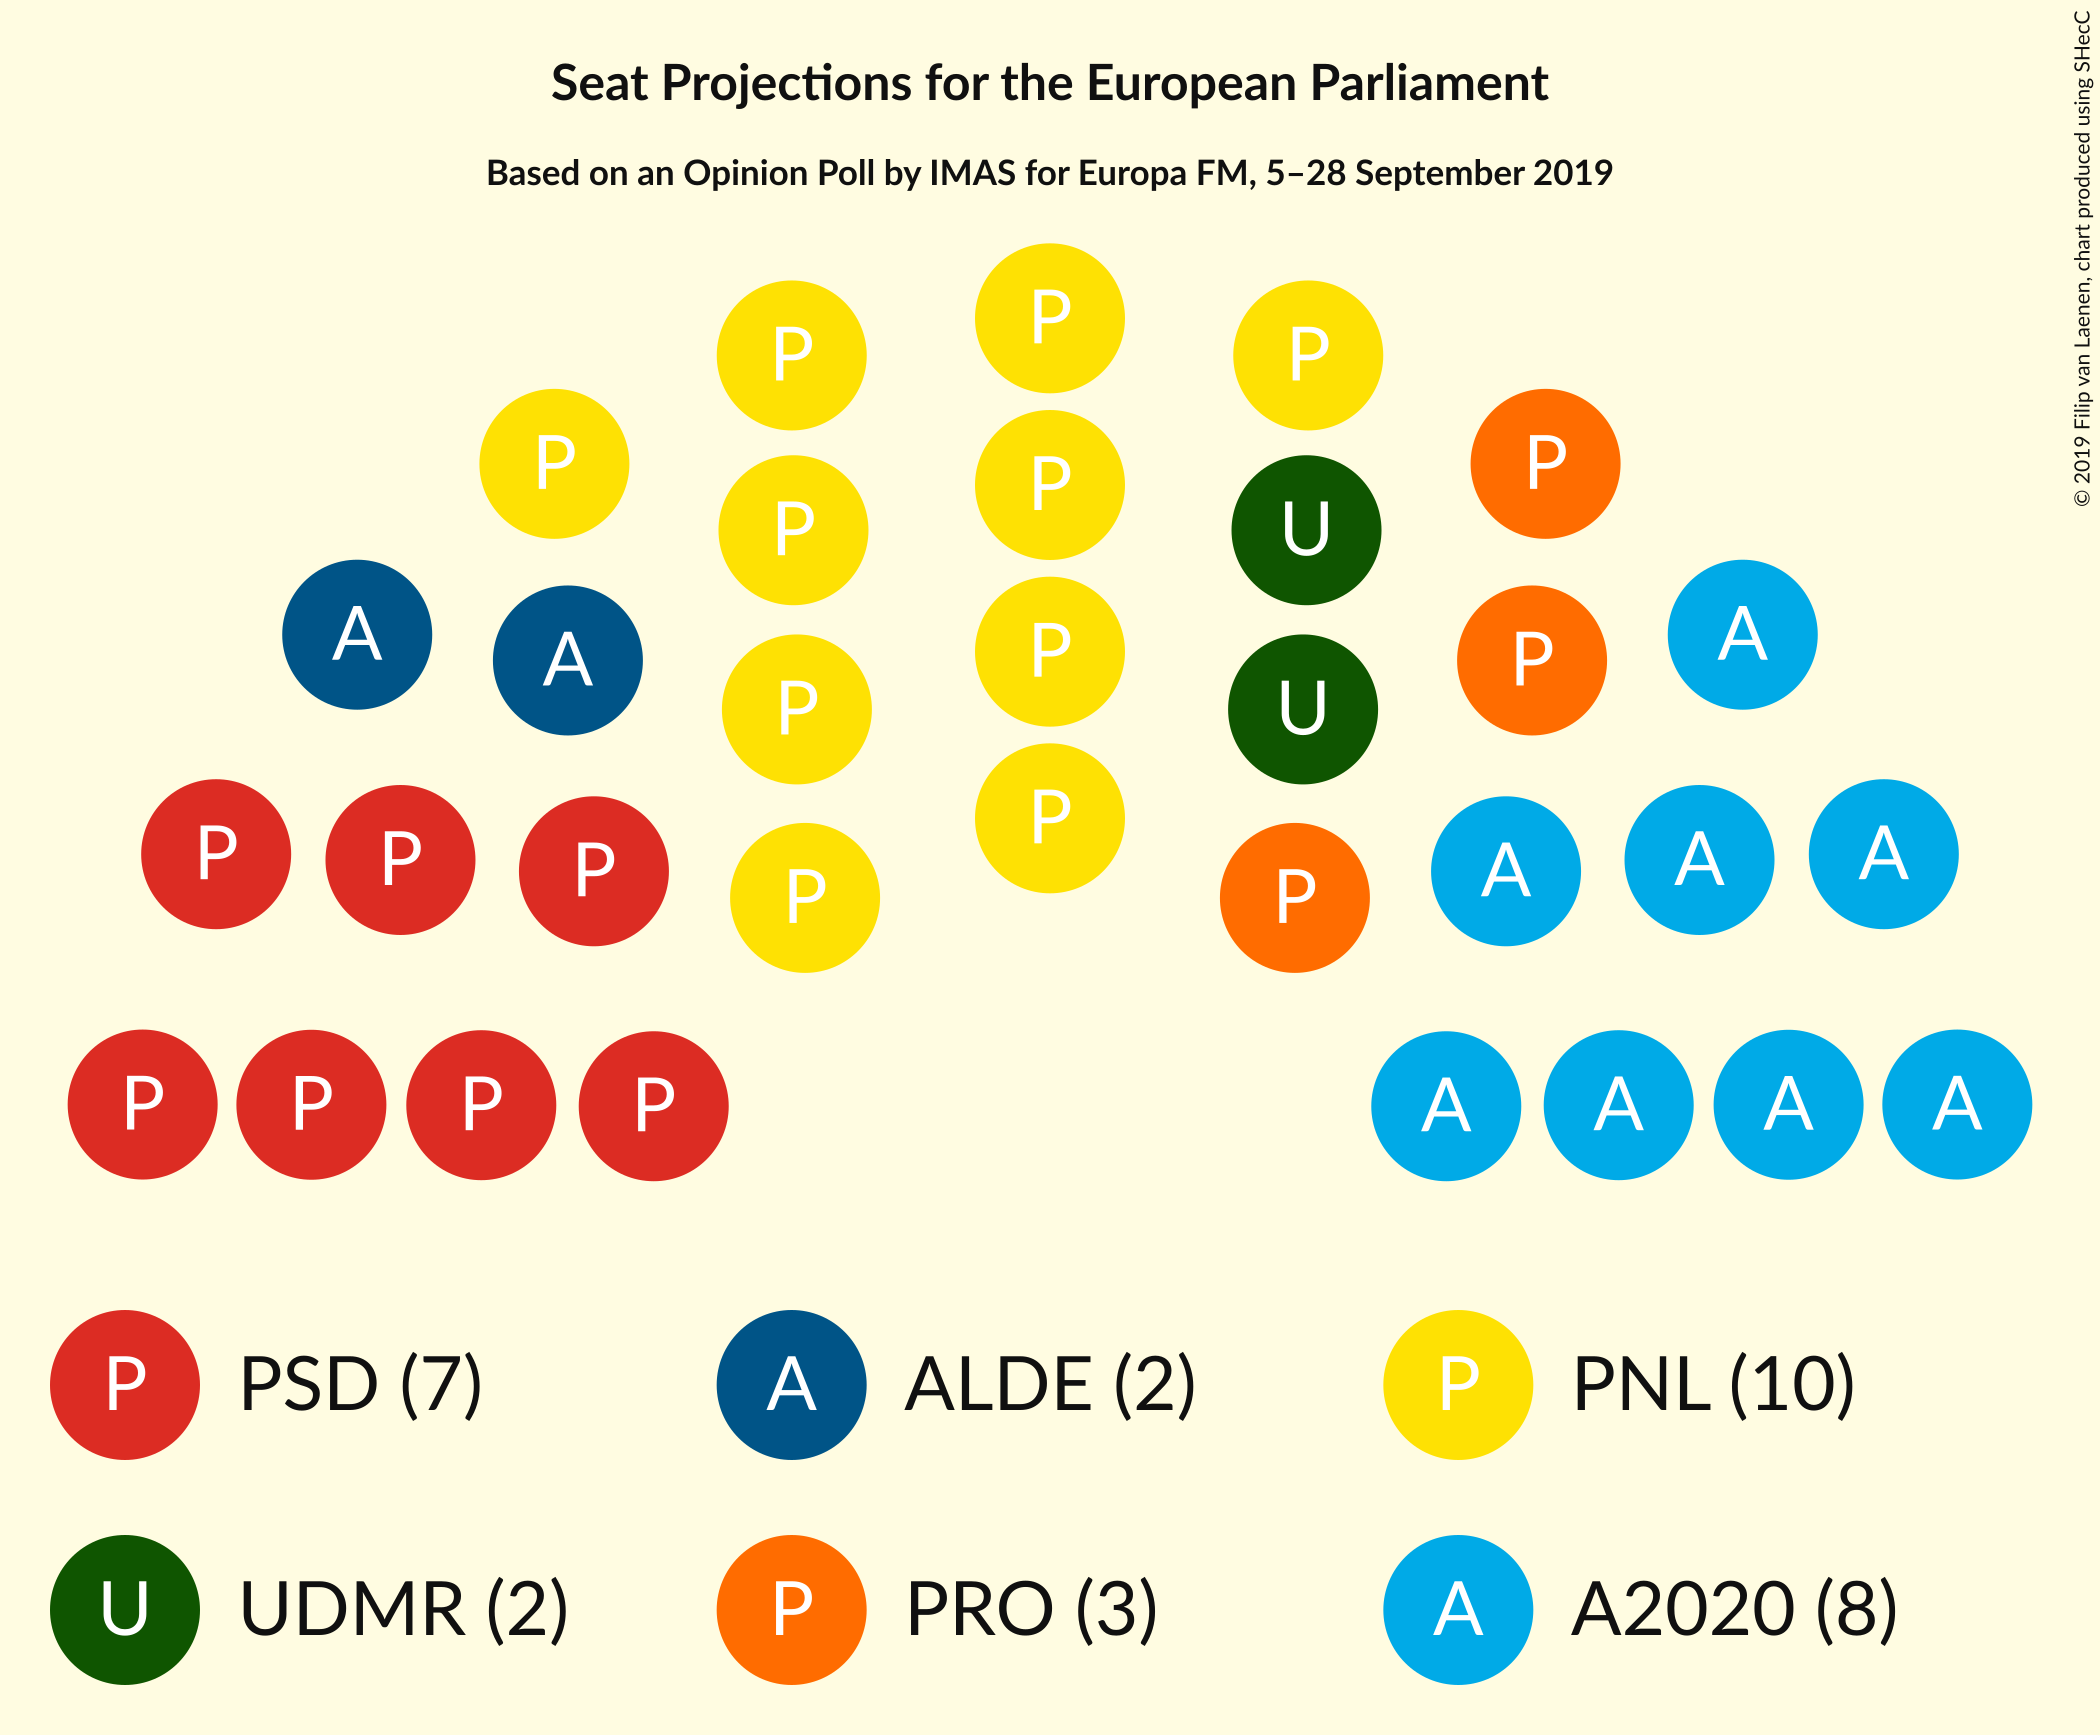 Seat Projections for the European Parliament
Based on an Opinion Poll by IMAS for Europa FM, 5–28 September 2019
© 2019 Filip van Laenen, chart produced using SHecC
P
P P
P P
P
P U
P
A A
P
A P
P
P U
P
P P P
A A A
P P
P P P P
A A A A
P PSD (7)
A ALDE (2)
P PNL (10)
U UDMR (2)
P PRO (3)
A A2020 (8)